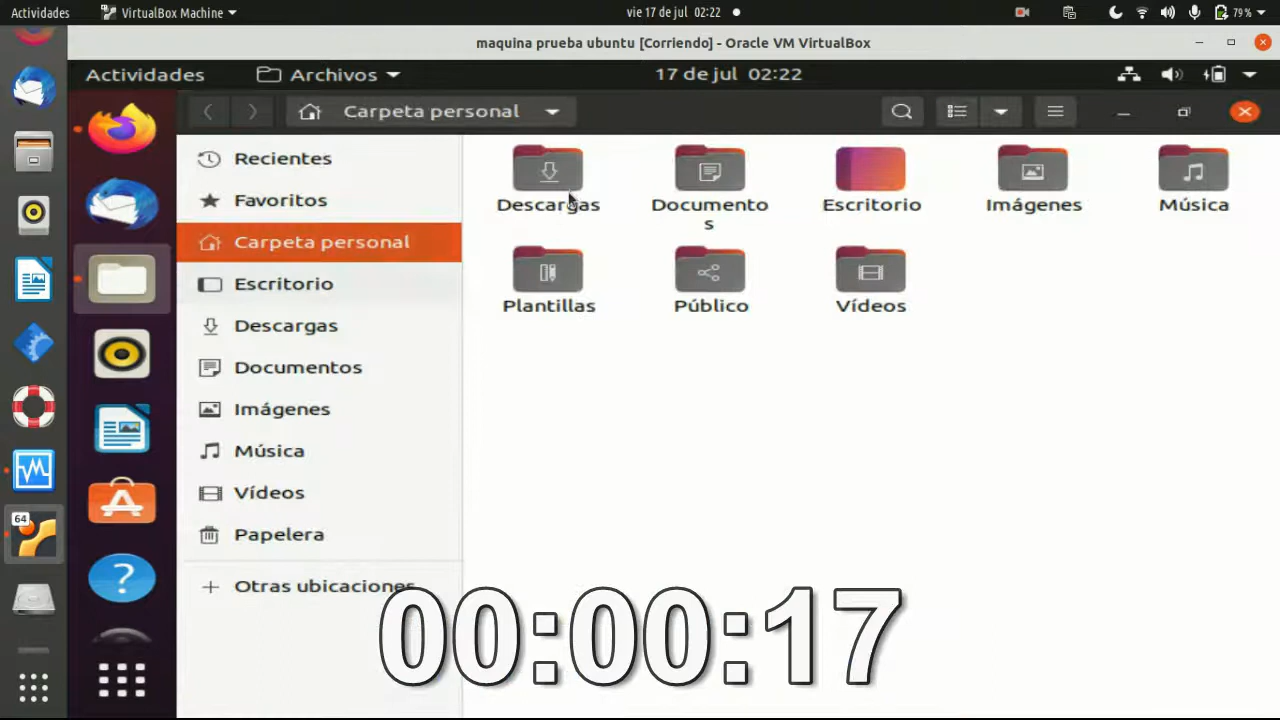 Actividades VirtualBox Machine vie 17 de jul 02:22 79%
maquina prueba ubuntu [Corriendo] - Oracle VM VirtualBox
Actividades Archivos 17 de jul 02:22
Carpeta personal
Recientes
Favoritos
Carpeta personal
Escritorio
Descargas
Documentos
Imágenes
Música
Vídeos
Papelera
Otras ubicaciones
Descargas Documento Escritorio Imágenes Música
s
Plantillas Público Vídeos
64
00:00:17